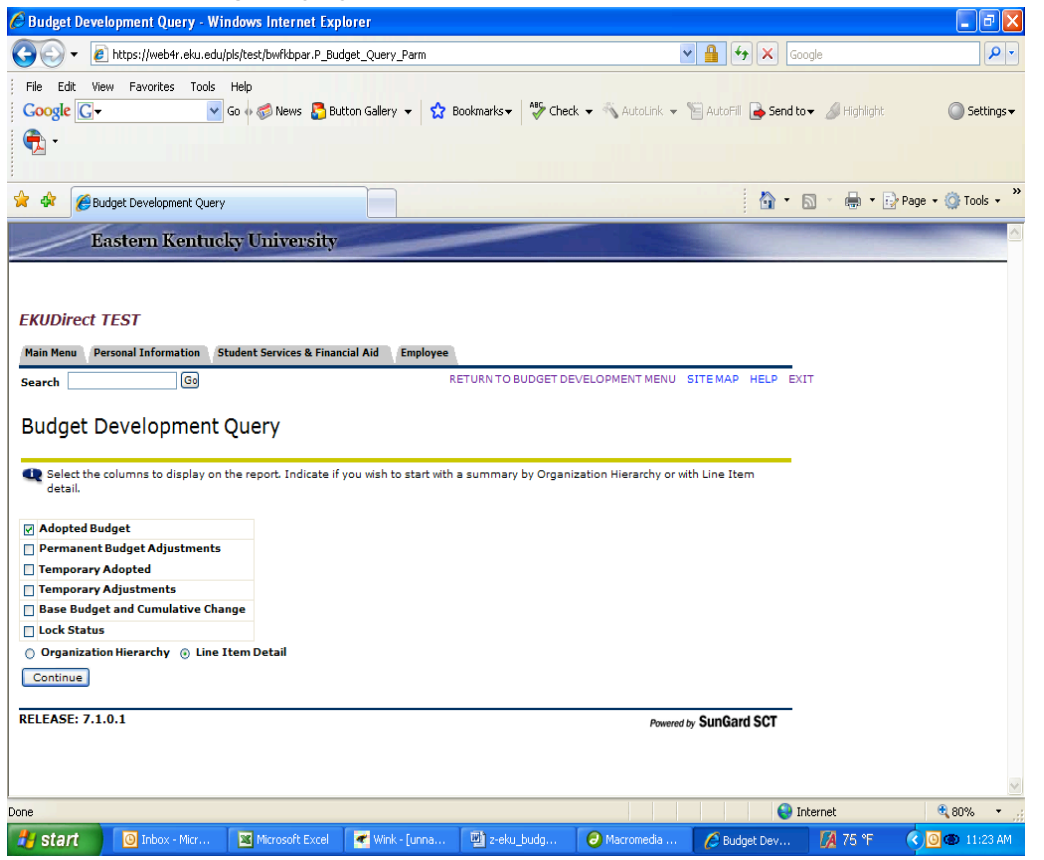 Budget Development Query - Windows Internet Explorer
https://web4r.eku.edu/pls/test/bwfkbpar.P_Budget_Query_Parm
Google
File Edit View Favorites Tools Help
Google G Go News Button Gallery Bookmarks ABC Check AutoLink AutoFill Send to Highlight Settings
Budget Development Query
Page Tools »
Eastern Kentucky University
EKUDirect TEST
Main Menu Personal Information Student Services & Financial Aid Employee
Search Go RETURN TO BUDGET DEVELOPMENT MENU SITE MAP HELP EXIT
Budget Development Query
Select the columns to display on the report. Indicate if you wish to start with a summary by Organization Hierarchy or with Line Item
detail.
Adopted Budget
Permanent Budget Adjustments
Temporary Adopted
Temporary Adjustments
Base Budget and Cumulative Change
Lock Status
Organization Hierarchy Line Item Detail
Continue
RELEASE: 7.1.0.1 Powered by SunGard SCT
Done Internet 80%
start Inbox - Micr... Microsoft Excel Wink - [unna... z-eku_budg... Macromedia ... Budget Dev... 75 °F 11:23 AM